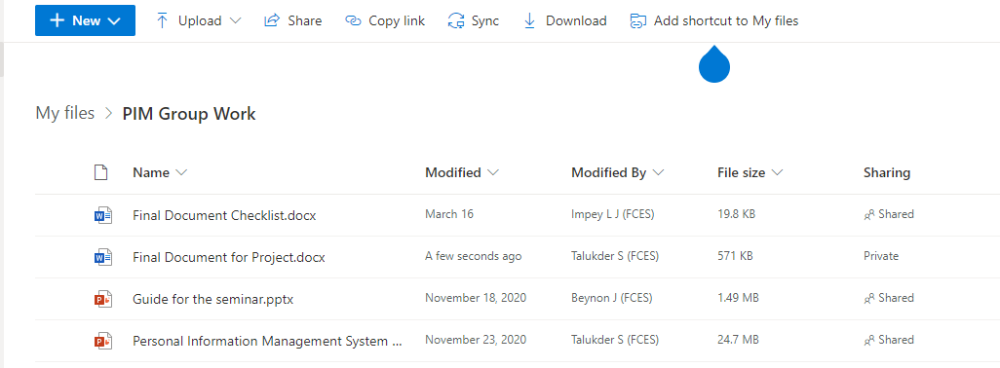 New Upload Share Copy link Sync Download Add shortcut to My files
My files > PIM Group Work
Name Modified Modified By File size Sharing
Final Document Checklist.docx March 16 Impey L J (FCES) 19.8 KB Shared
Final Document for Project.docx A few seconds ago Talukder S (FCES) 571 KB Private
Guide for the seminar.pptx November 18, 2020 Beynon J (FCES) 1.49 MB Shared
Personal Information Management System ... November 23, 2020 Talukder S (FCES) 24.7 MB Shared